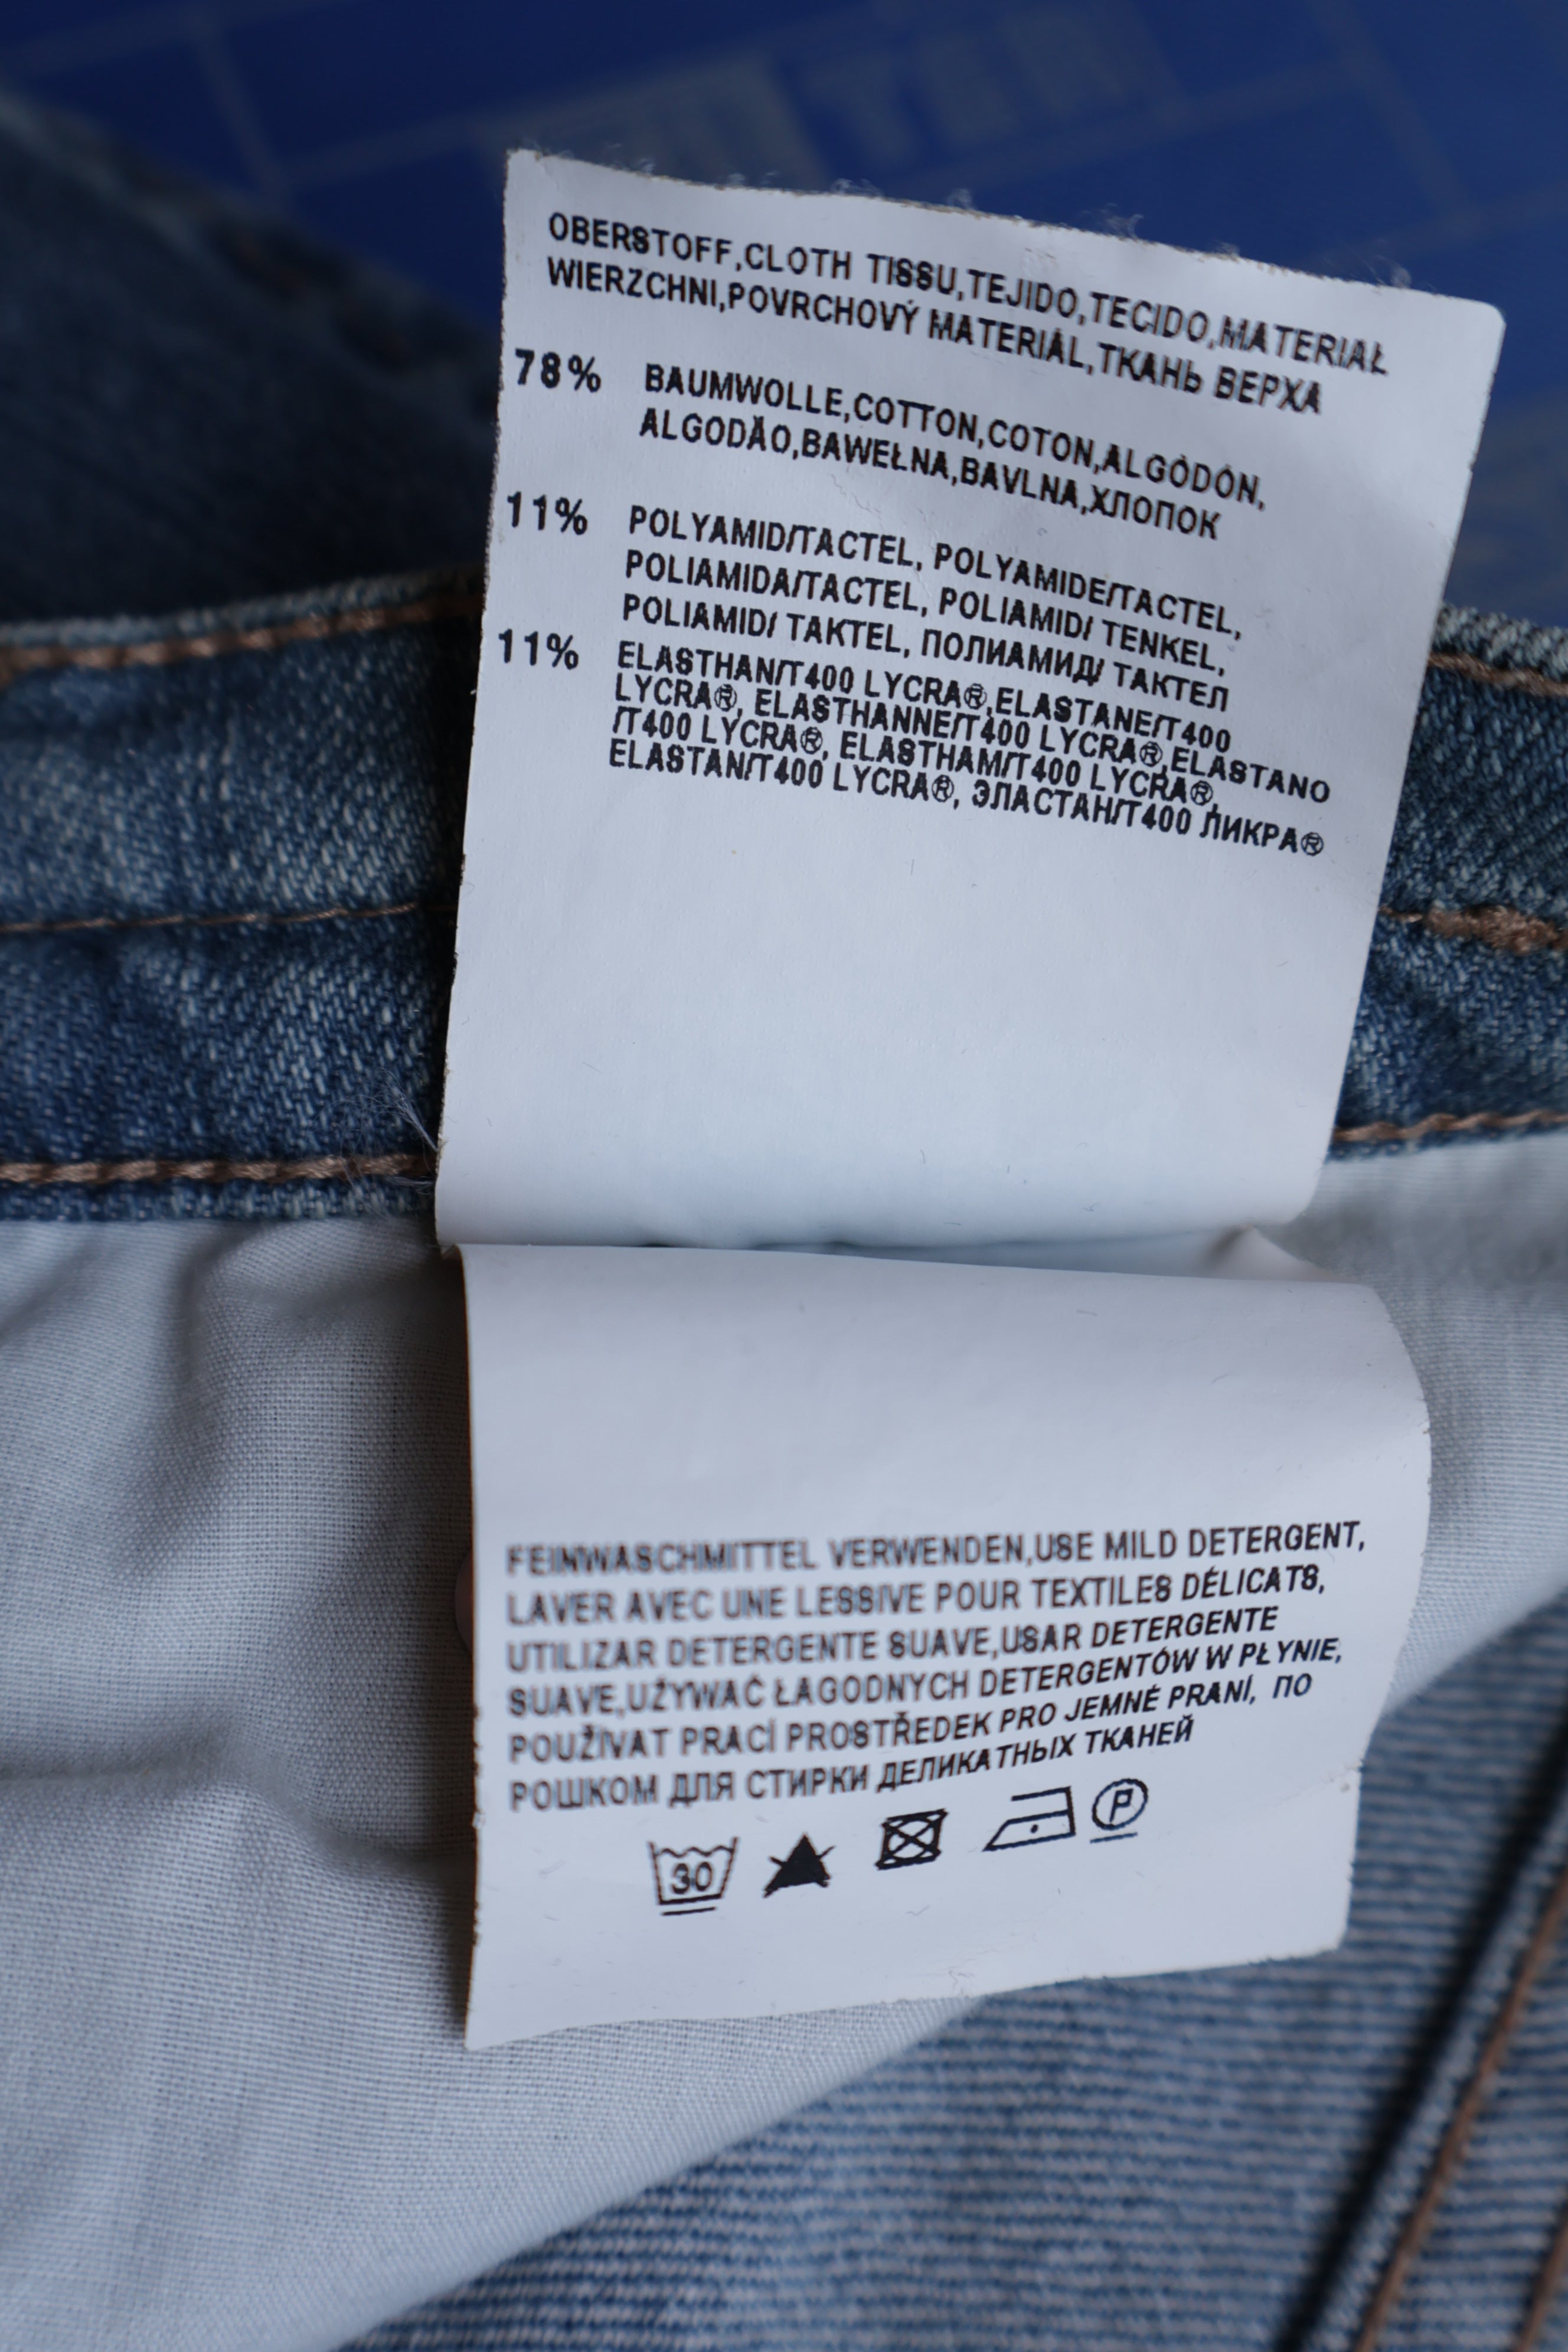 OBERSTOFF,CLOTH TISSU,TEJIDO,TECIDO,MATERIAŁ
WIERZCHNI,POVRCHOVÝ MATERIÁL,ТКАНЬ ВЕРХА
78% BAUMWOLLE,COTTON,COTON,ALGÓDÓN,
ALGODÃO,BAWEŁNA,BAVLNA,ХЛОПОК
11% POLYAMID/TACTEL, POLYAMIDE/TACTEL,
POLIAMIDA/TACTEL, POLIAMID/ TENKEL,
POLIAMID/ TAKTEL, ПОЛИАМИД/ ТАКТЕЛ
11% ELASTHAN/T400 LYCRA®,ELASTANE/T400
LYCRA®, ELASTHANNE/T400 LYCRA®,ELASTANO
/T400 LYCRA®, ELASTHAM/T400 LYCRA®,
ELASTAN/T400 LYCRA®, ЭЛАСТАН/T400 ЛИКРА®
FEINWASCHMITTEL VERWENDEN,USE MILD DETERGENT,
LAVER AVEC UNE LESSIVE POUR TEXTILES DÉLICATS,
UTILIZAR DETERGENTE SUAVE,USAR DETERGENTE
SUAVE,UŻYWAĆ ŁAGODNYCH DETERGENTÓW W PŁYNIE,
POUŽÍVAT PRACÍ PROSTŘEDEK PRO JEMNÉ PRANÍ, ПО
РОШКОМ ДЛЯ СТИРКИ ДЕЛИКАТНЫХ ТКАНЕЙ
30 P